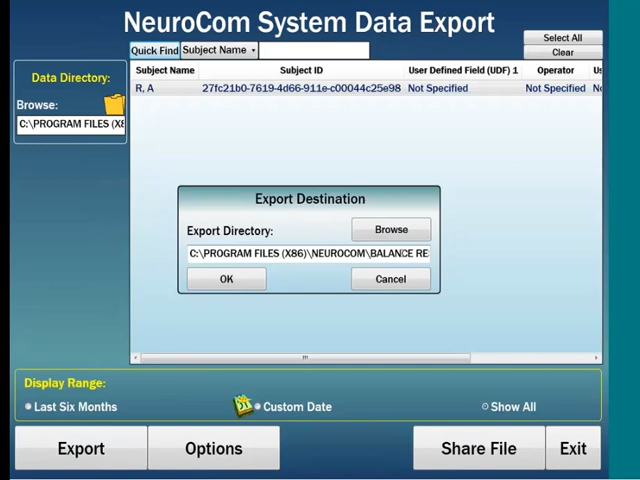 NeuroCom System Data Export
Select All
Quick Find Subject Name
Clear
Data Directory:
Subject Name Subject ID User Defined Field (UDF) 1 Operator
R, A 27fc21b0-7619-4d66-911e-c00044c25e98 Not Specified Not Specified
Browse:
C:\PROGRAM FILES (X8
Export Destination
Export Directory: Browse
C:\PROGRAM FILES (X86)\NEUROCOM\BALANCE RE
OK Cancel
Display Range:
Last Six Months Custom Date Show All
Export Options Share File Exit